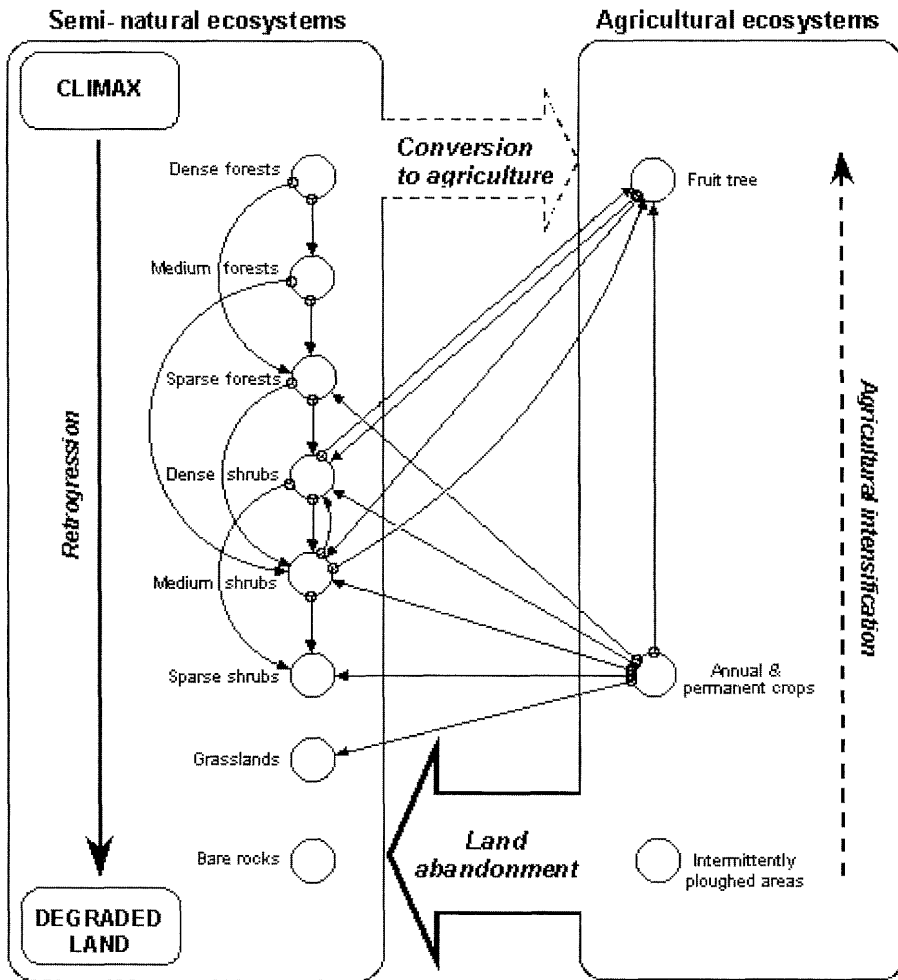 Semi-natural ecosystems
Agricultural ecosystems
CLIMAX
Conversion
to agriculture
Dense forests
Medium forests
Sparse forests
Dense shrubs
Medium shrubs
Sparse shrubs
Grasslands
Bare rocks
Retrogression
DEGRADED
LAND
Fruit tree
Annual &
permanent crops
Intermittently
ploughed areas
Agricultural intensification
Land
abandonment